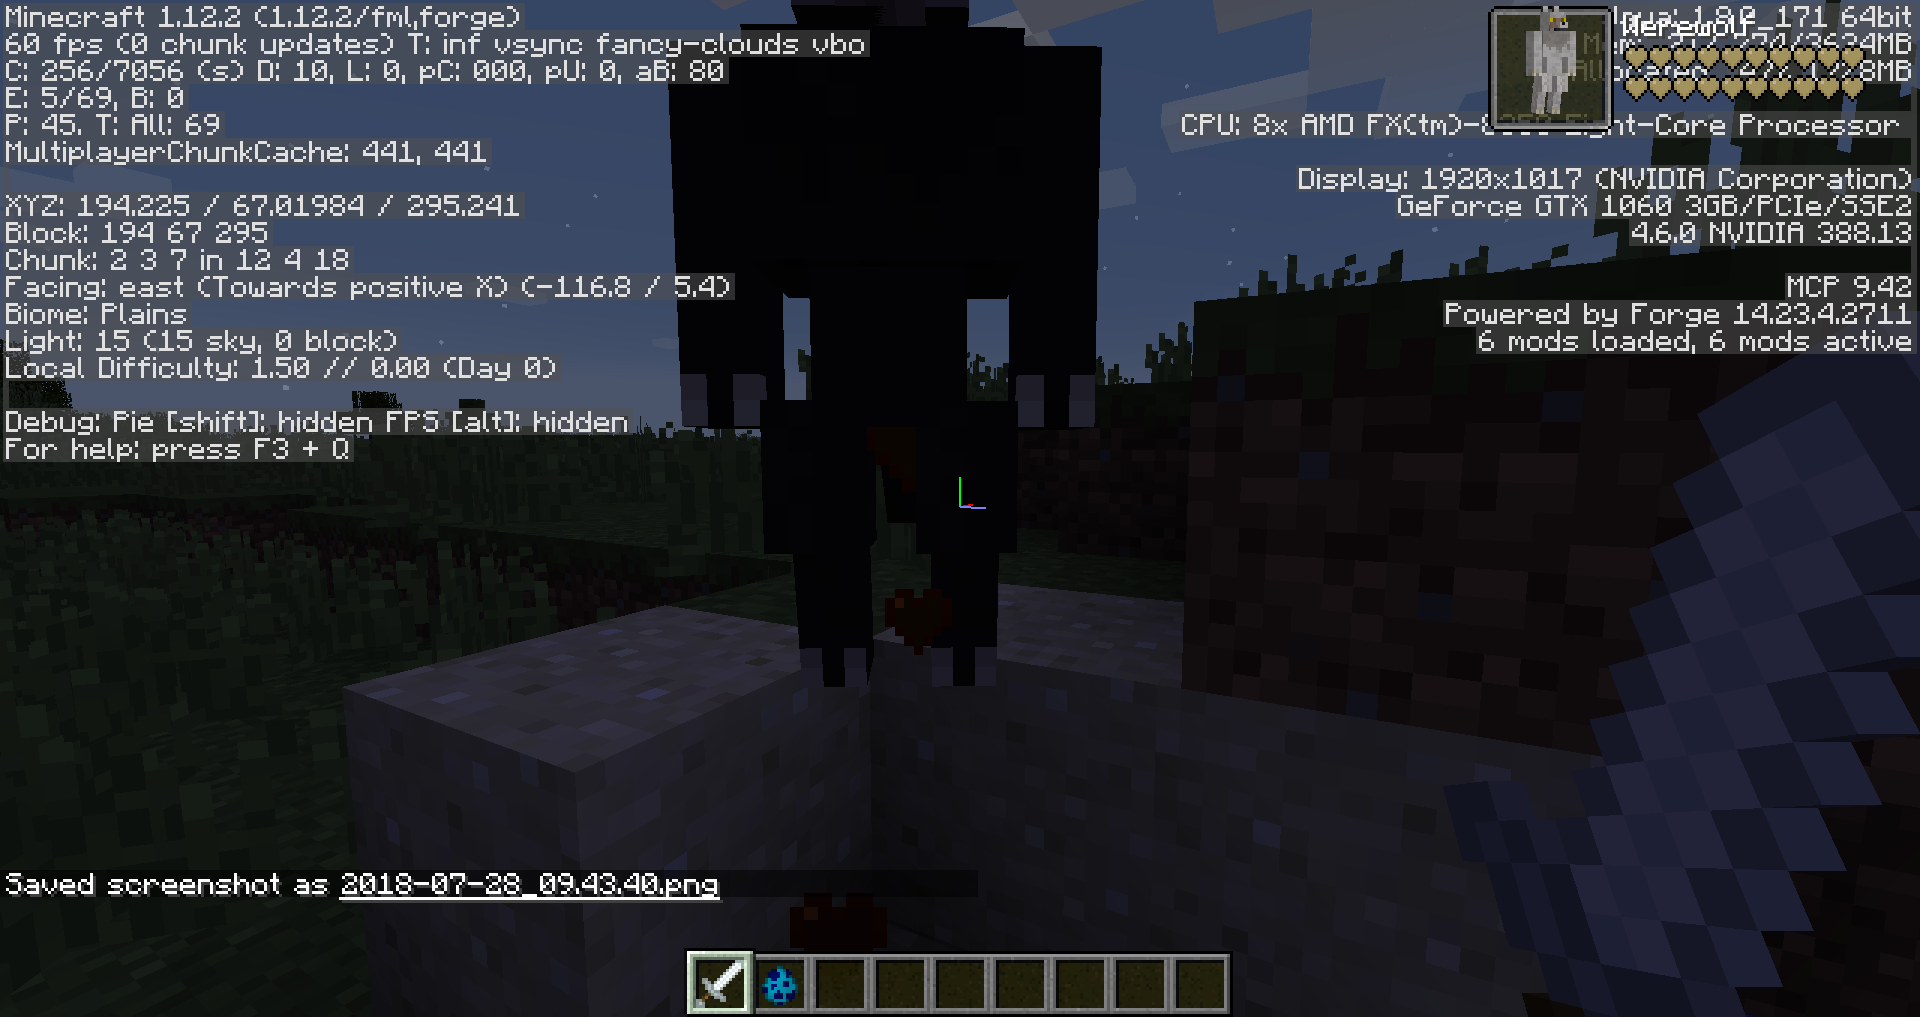 Minecraft 1.12.2 (1.12.2/fml,forge)
60 fps (0 chunk updates) T: inf vsync fancy-clouds vbo
C: 256/7056 (s) D: 10, L: 0, pC: 000, pU: 0, aB: 80
E: 5/69, B: 0
P: 45. T: All: 69
MultiplayerChunkCache: 441, 441
XYZ: 194.225 / 67.01984 / 295.241
Block: 194 67 295
Chunk: 2 3 7 in 12 4 18
Facing: east (Towards positive X) (-116.8 / 5.4)
Biome: Plains
Light: 15 (15 sky, 0 block)
Local Difficulty: 1.50 // 0.00 (Day 0)
Debug: Pie [shift]: hidden FPS [alt]: hidden
For help: press F3 + Q
Werewolf
1.8.0_171 64bit
CPU: 8x AMD Eight-Core Processor
Display: 1920x1017 (NVIDIA Corporation)
GeForce GTX 1060 3GB/PCIe/SSE2
4.6.0 NVIDIA 388.13
MCP 9.42
Powered by Forge 14.23.4.2711
6 mods loaded, 6 mods active
Saved screenshot as 2018-07-28_09.43.40.png